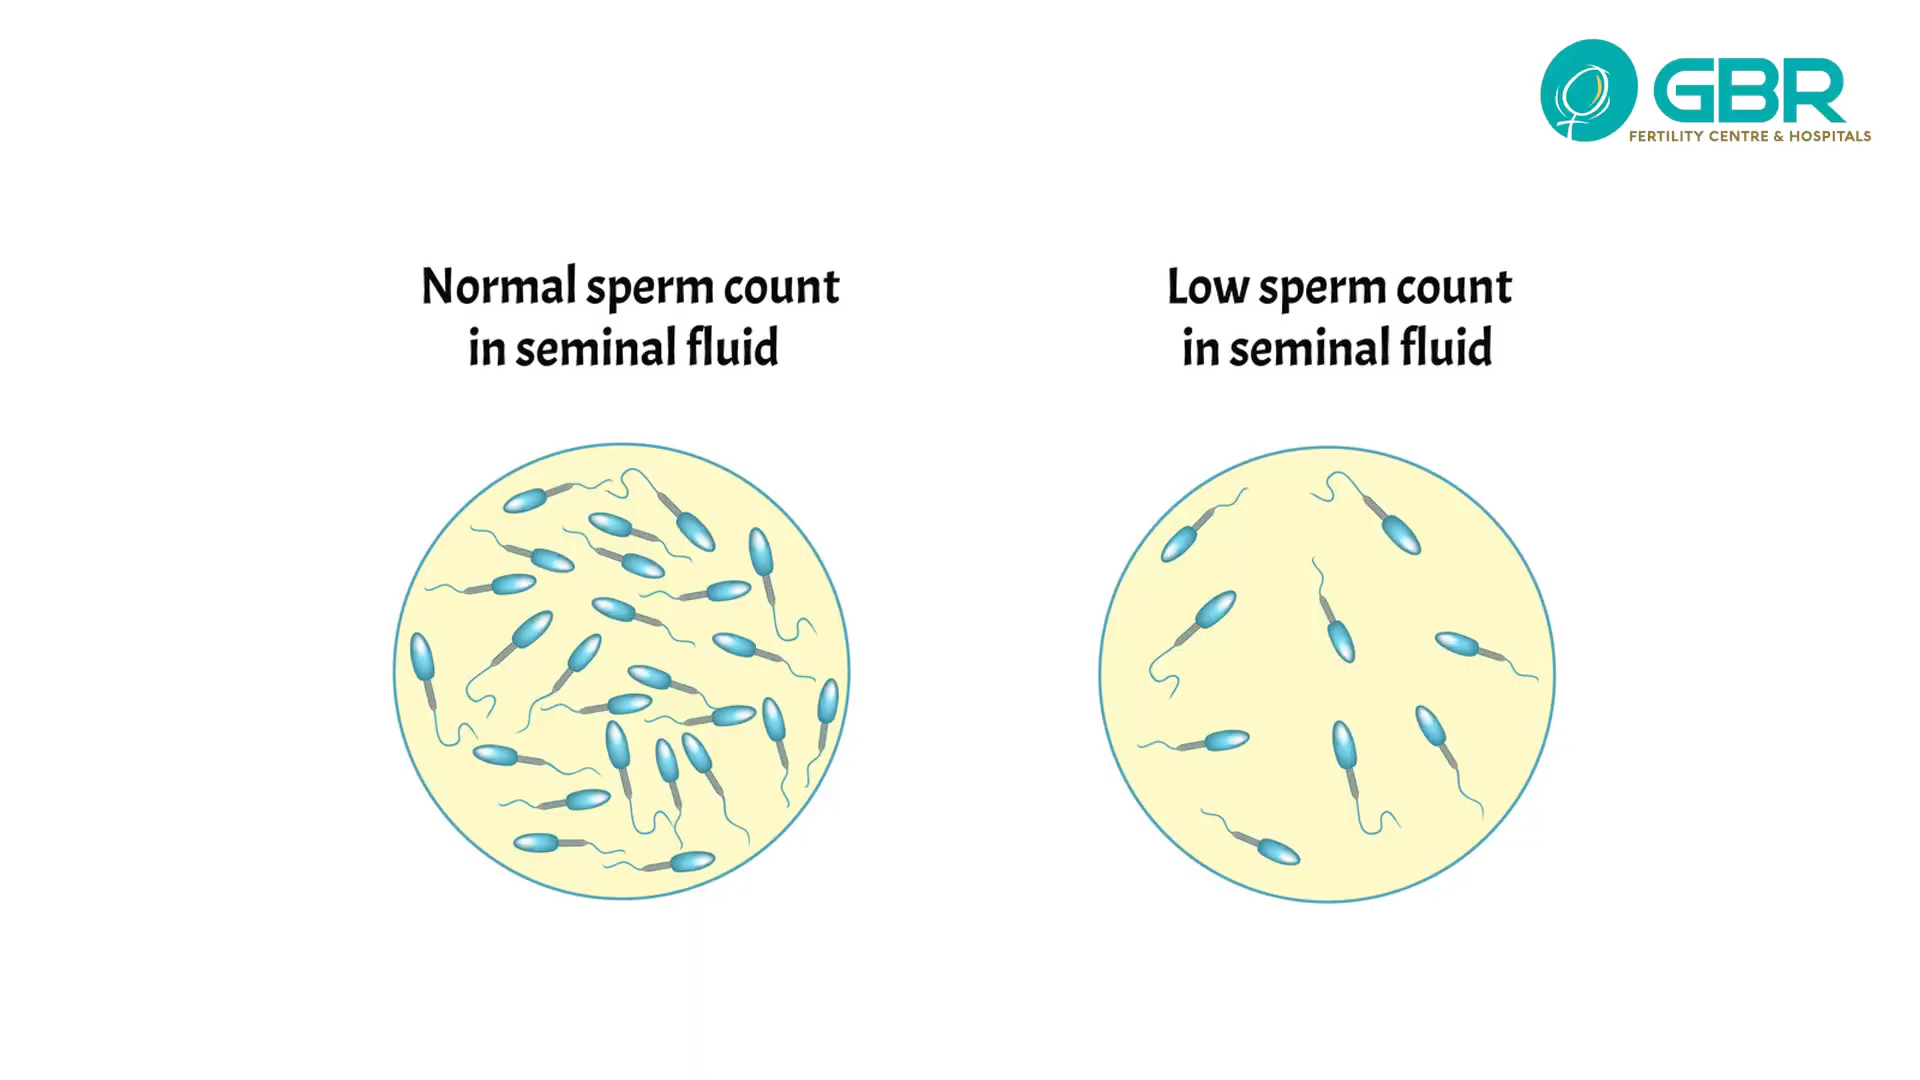 GBR
FERTILITY CENTRE & HOSPITALS
Normal sperm count
in seminal fluid
Low sperm count
in seminal fluid